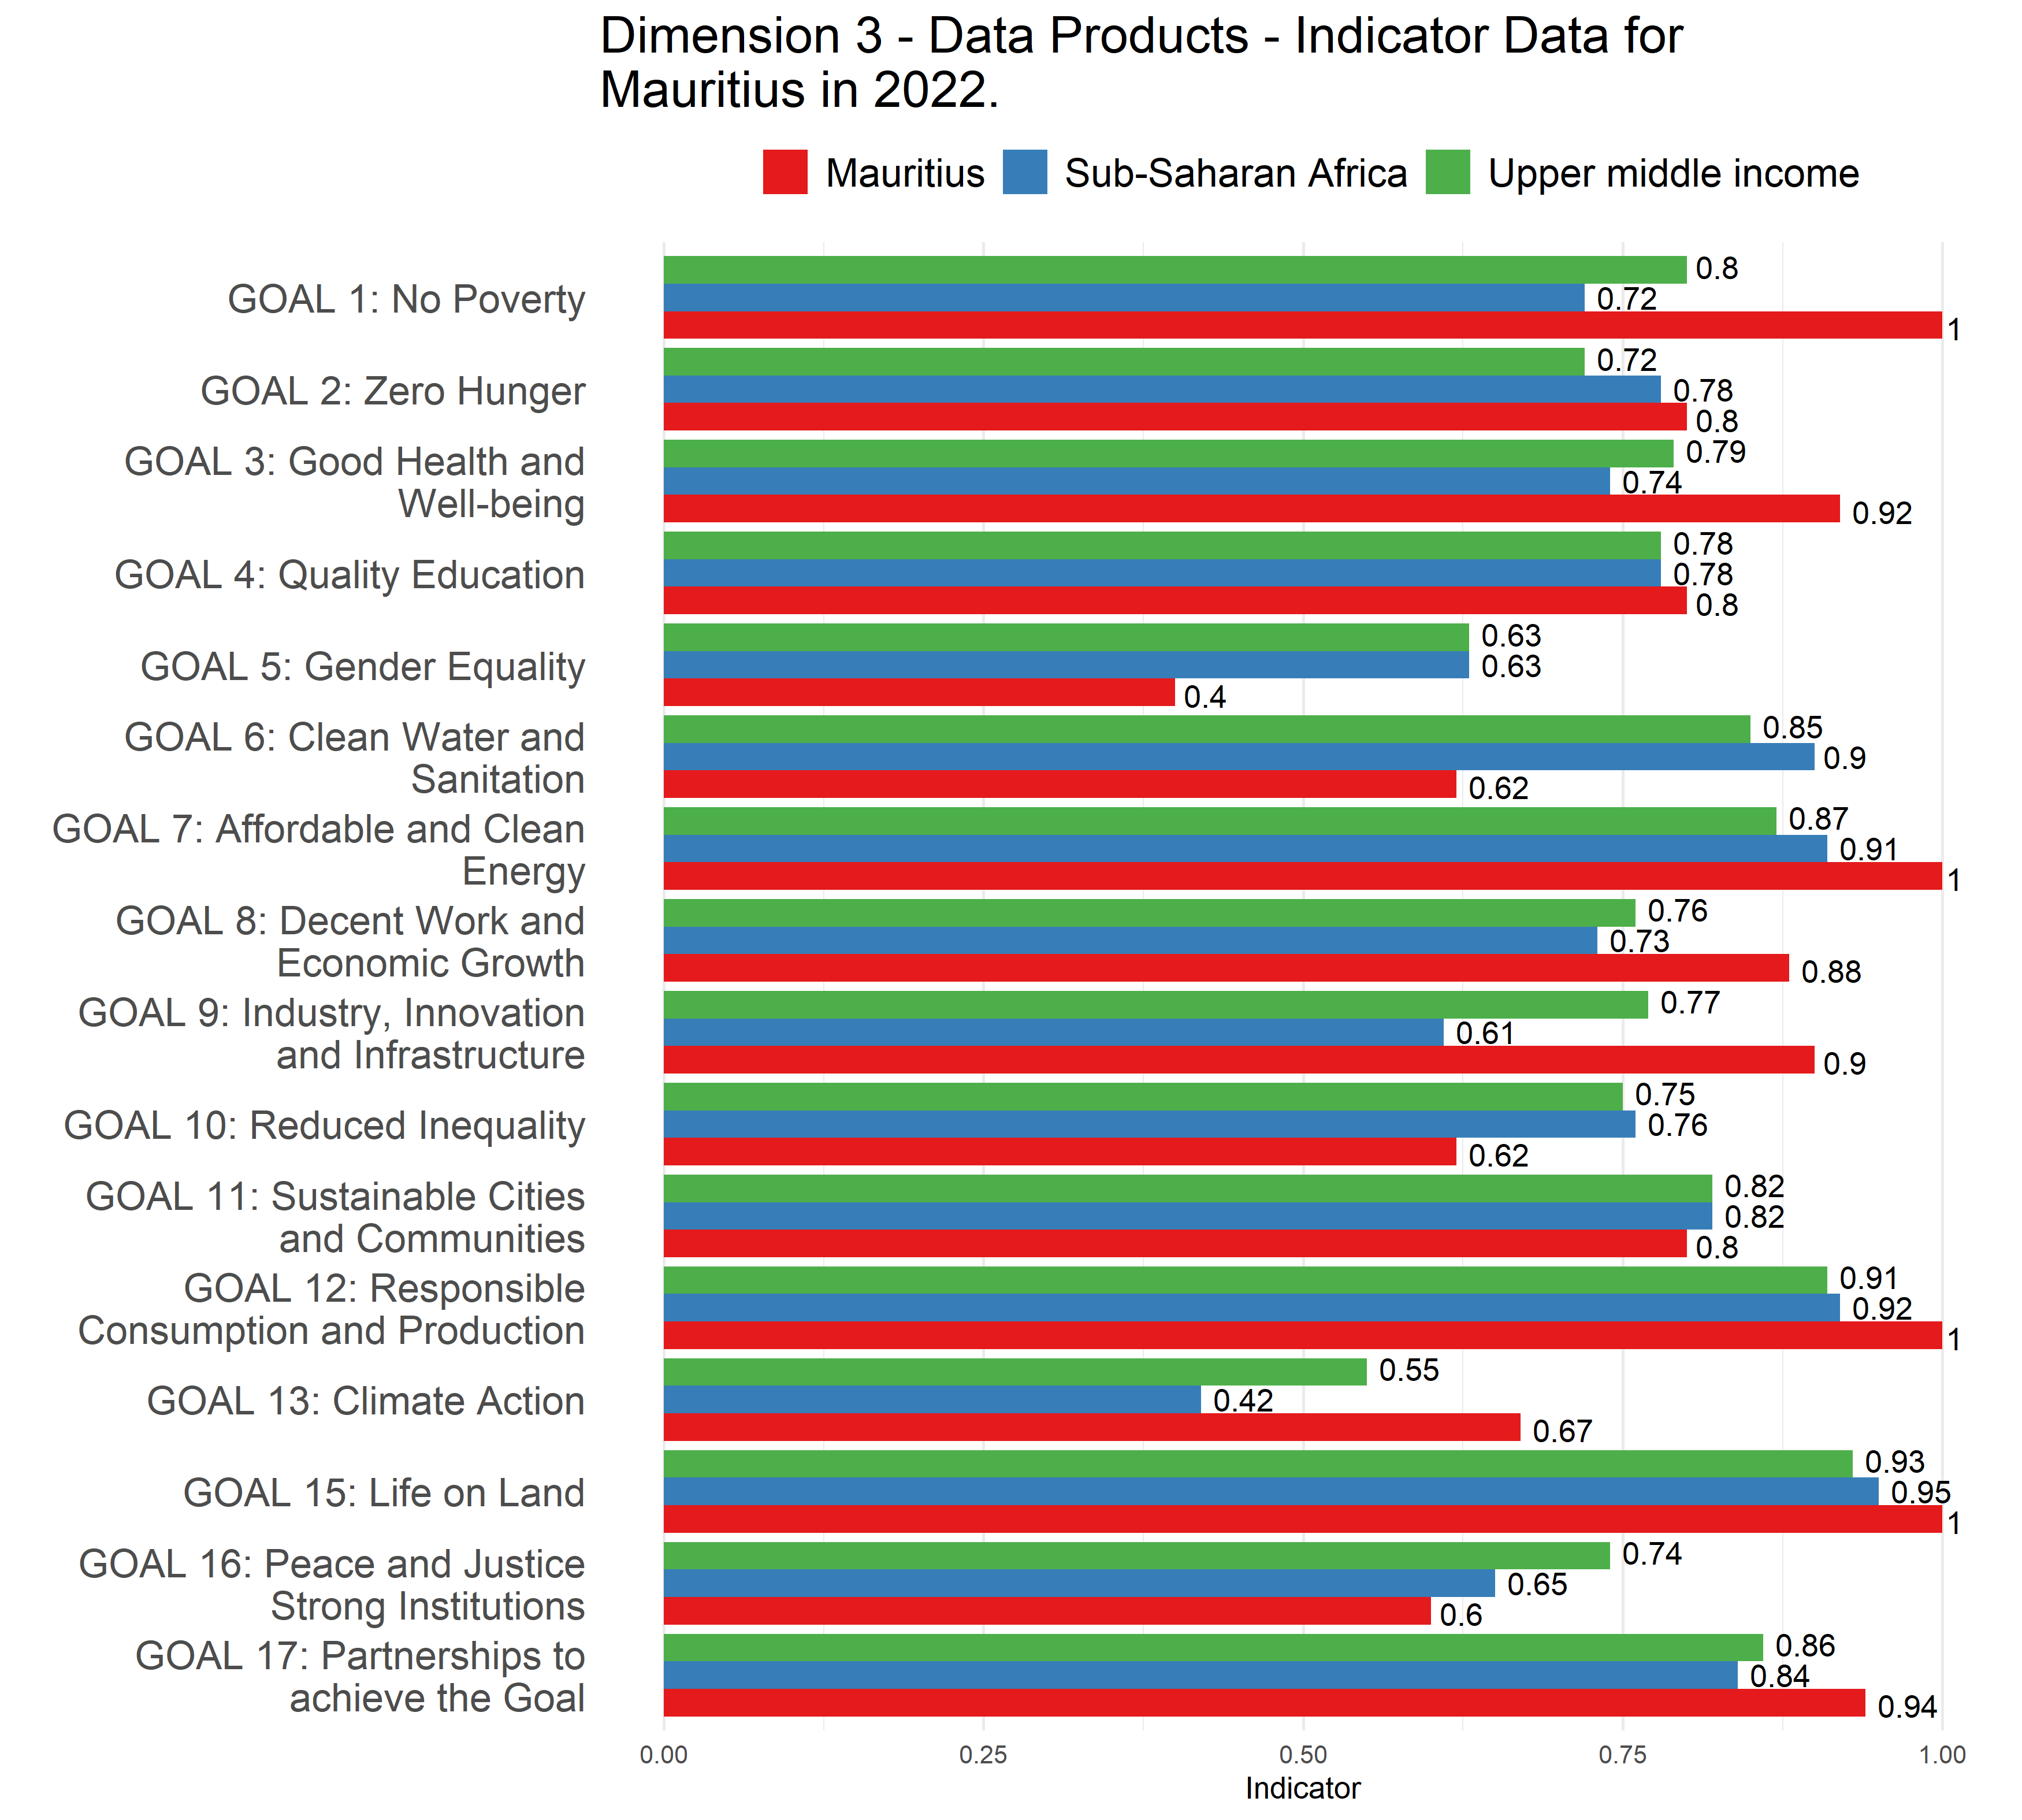 Dimension 3 - Data Products - Indicator Data for
Mauritius in 2022.
Mauritius Sub-Saharan Africa Upper middle income
GOAL 1: No Poverty
0.8
0.72
1
GOAL 2: Zero Hunger
0.72
0.78
0.8
GOAL 3: Good Health and
Well-being
0.79
0.74
0.92
GOAL 4: Quality Education
0.78
0.78
0.8
GOAL 5: Gender Equality
0.63
0.63
0.4
GOAL 6: Clean Water and
Sanitation
0.85
0.9
0.62
GOAL 7: Affordable and Clean
Energy
0.87
0.91
1
GOAL 8: Decent Work and
Economic Growth
0.76
0.73
0.88
GOAL 9: Industry, Innovation
and Infrastructure
0.77
0.61
0.9
GOAL 10: Reduced Inequality
0.75
0.76
0.62
GOAL 11: Sustainable Cities
and Communities
0.82
0.82
0.8
GOAL 12: Responsible
Consumption and Production
0.91
0.92
1
GOAL 13: Climate Action
0.55
0.42
0.67
GOAL 15: Life on Land
0.93
0.95
1
GOAL 16: Peace and Justice
Strong Institutions
0.74
0.65
0.6
GOAL 17: Partnerships to
achieve the Goal
0.86
0.84
0.94
0.00 0.25 0.50 0.75 1.00
Indicator